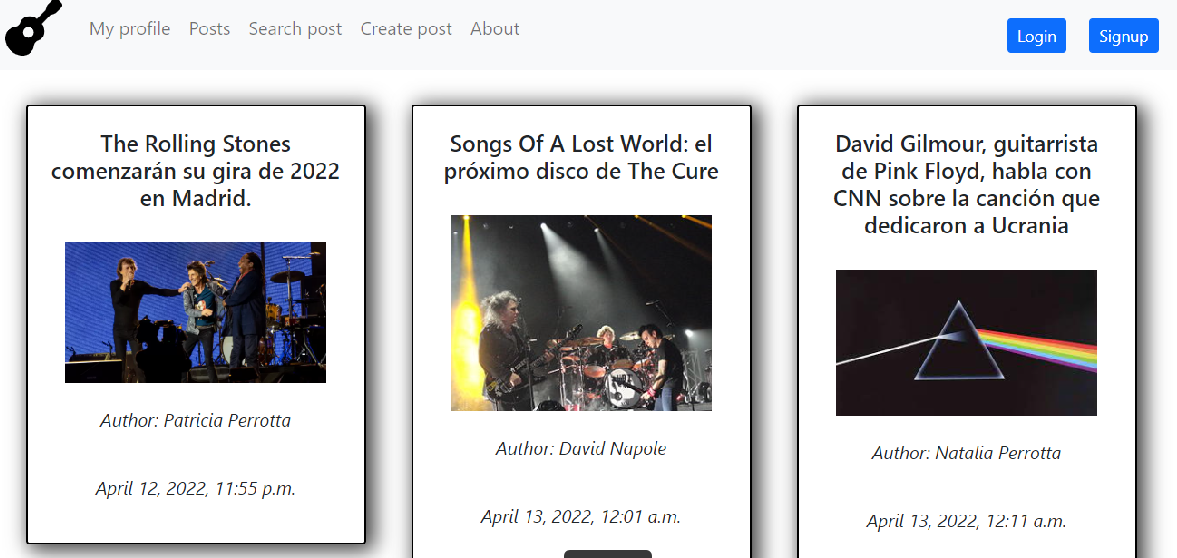 My profile Posts Search post Create post About Login Signup
The Rolling Stones
comenzarán su gira de 2022
en Madrid.
Author: Patricia Perrotta
April 12, 2022, 11:55 p.m.
Songs Of A Lost World: el
próximo disco de The Cure
Author: David Napole
April 13, 2022, 12:01 a.m.
David Gilmour, guitarrista
de Pink Floyd, habla con
CNN sobre la canción que
dedicaron a Ucrania
Author: Natalia Perrotta
April 13, 2022, 12:11 a.m.